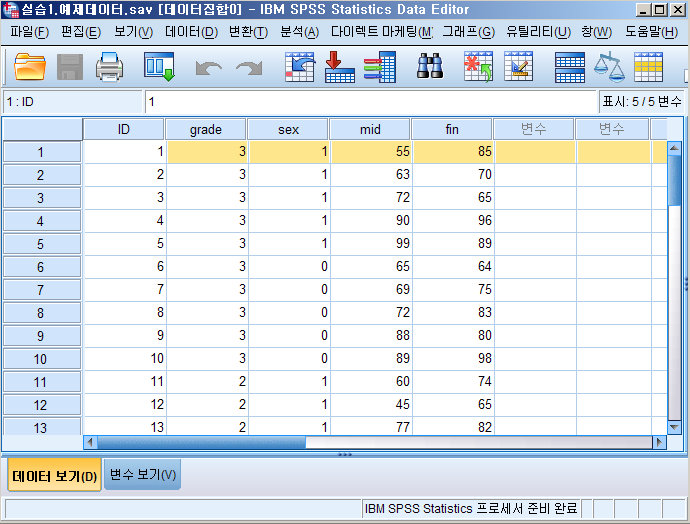 실습1.예제데이터.sav [데이터집합0] - IBM SPSS Statistics Data Editor
파일(F) 편집(E) 보기(V) 데이터(D) 변환(T) 분석(A) 다이렉트 마케팅(M) 그래프(G) 유틸리티(U) 창(W) 도움말(H)
1 : ID 1 표시: 5 / 5 변수
ID grade sex mid fin 변수 변수
1 1 3 1 55 85
2 2 3 1 63 70
3 3 3 1 72 65
4 4 3 1 90 96
5 5 3 1 99 89
6 6 3 0 65 64
7 7 3 0 69 75
8 8 3 0 72 83
9 9 3 0 88 80
10 10 3 0 89 98
11 11 2 1 60 74
12 12 2 1 45 65
13 13 2 1 77 82
데이터 보기(D) 변수 보기(V)
IBM SPSS Statistics 프로세서 준비 완료